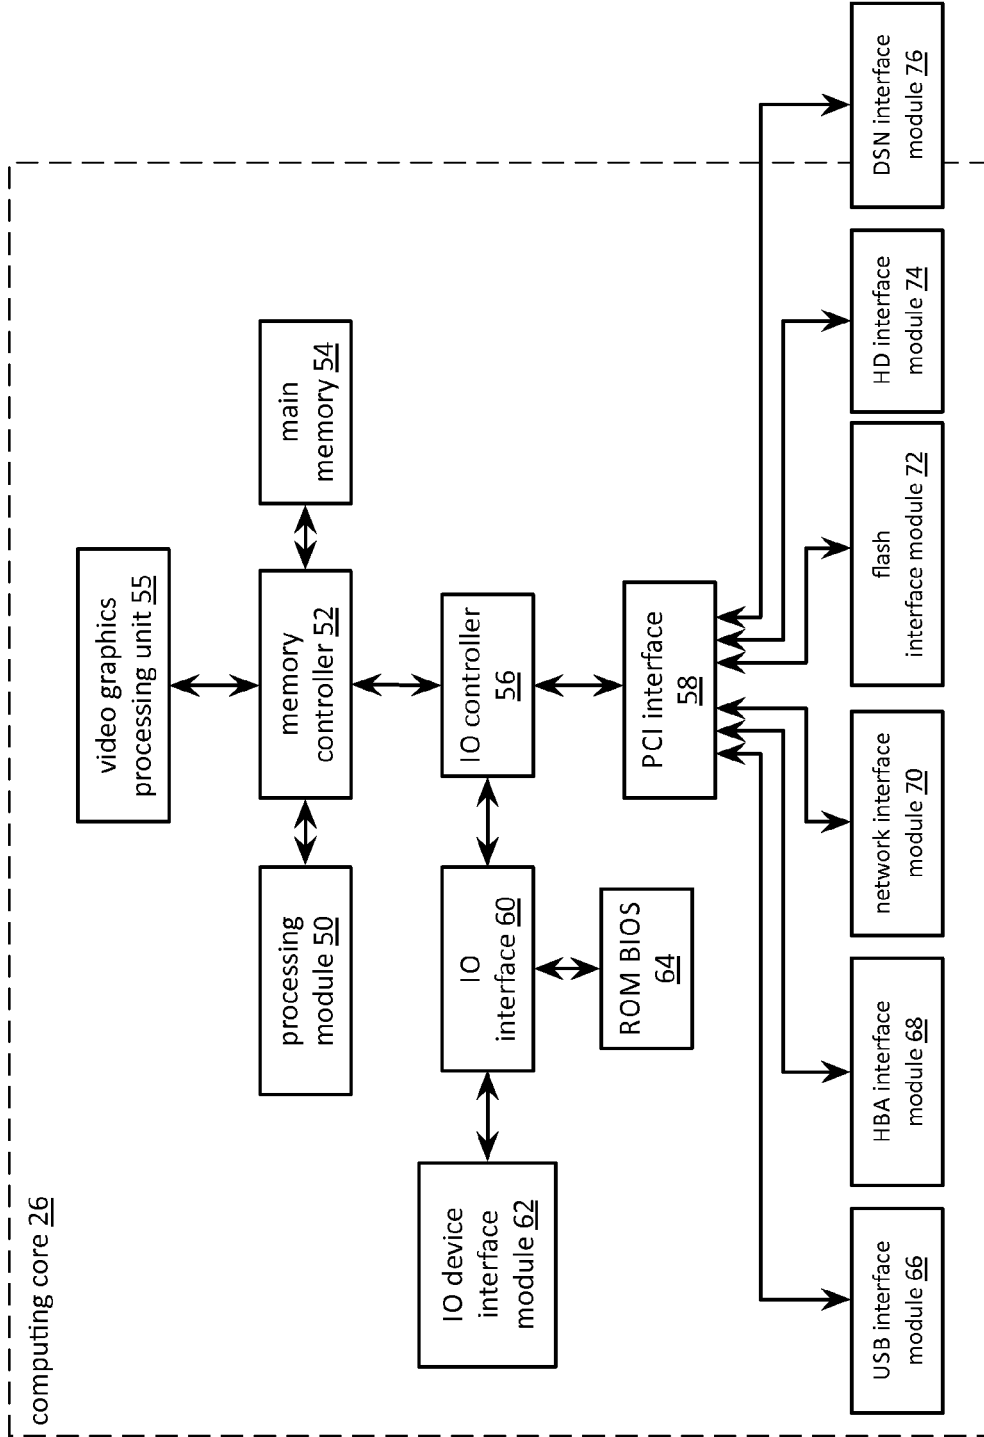 computing core 26
video graphics
processing unit 55
processing
module 50
memory
controller 52
main
memory 54
IO device
interface
module 62
IO
interface 60
IO controller
56
ROM BIOS
64
PCI interface
58
USB interface
module 66
HBA interface
module 68
network interface
module 70
flash
interface module 72
HD interface
module 74
DSN interface
module 76